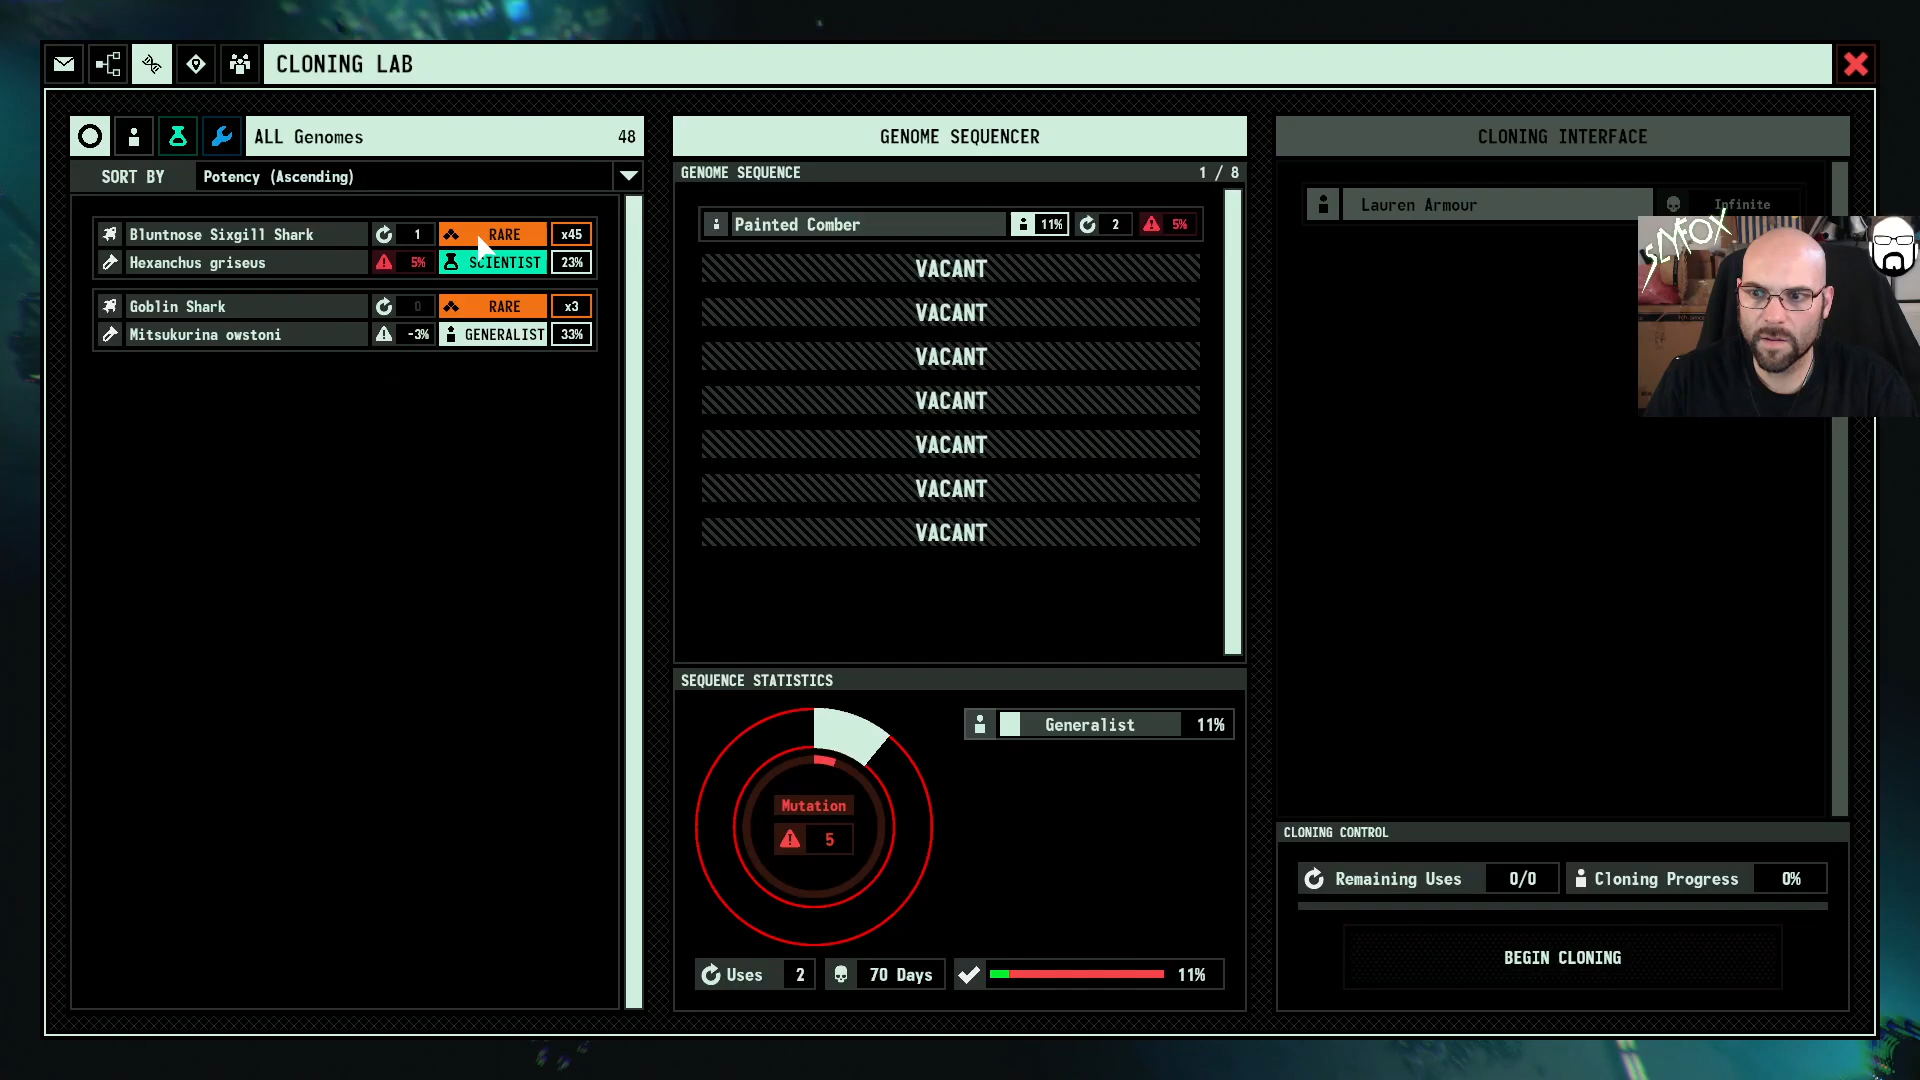 CLONING LAB
ALL Genomes 48
SORT BY Potency (Ascending)
Bluntnose Sixgill Shark 1 RARE x45
Hexanchus griseus 5% SCIENTIST 23%
Goblin Shark 0 RARE x3
Mitsukurina owstoni -3% GENERALIST 33%
GENOME SEQUENCER
GENOME SEQUENCE 1 / 8
Painted Comber 11% 2 5%
VACANT
VACANT
VACANT
VACANT
VACANT
VACANT
VACANT
SEQUENCE STATISTICS
Mutation
5
Generalist 11%
Uses 2 70 Days 11%
CLONING INTERFACE
Lauren Armour Infinite
SLYFOX
CLONING CONTROL
Remaining Uses 0/0 Cloning Progress 0%
BEGIN CLONING